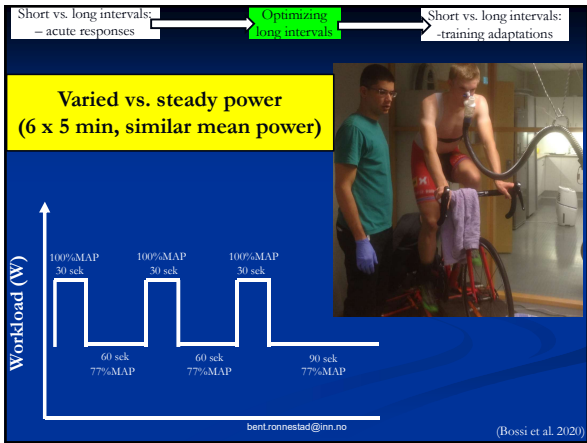 Short vs. long intervals:
– acute responses
Optimizing
long intervals
Short vs. long intervals:
-training adaptations
Varied vs. steady power
(6 x 5 min, similar mean power)
Workload (W)
100%MAP
30 sek
100%MAP
30 sek
100%MAP
30 sek
60 sek
77%MAP
60 sek
77%MAP
90 sek
77%MAP
bent.ronnestad@inn.no
(Bossi et al. 2020)